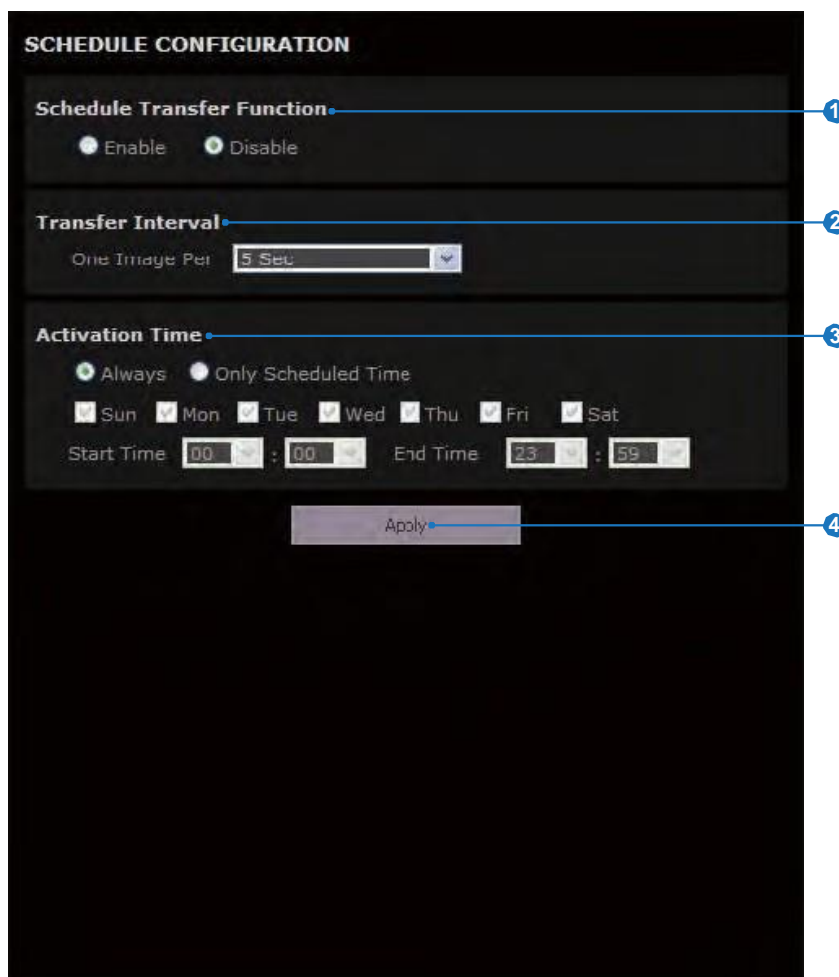 SCHEDULE CONFIGURATION
Schedule Transfer Function
1
Enable Disable
Transfer Interval
2
One Image Per 5 Sec
Activation Time
3
Always Only Scheduled Time
Sun Mon Tue Wed Thu Fri Sat
Start Time 00 : 00 End Time 23 : 59
Apply
4